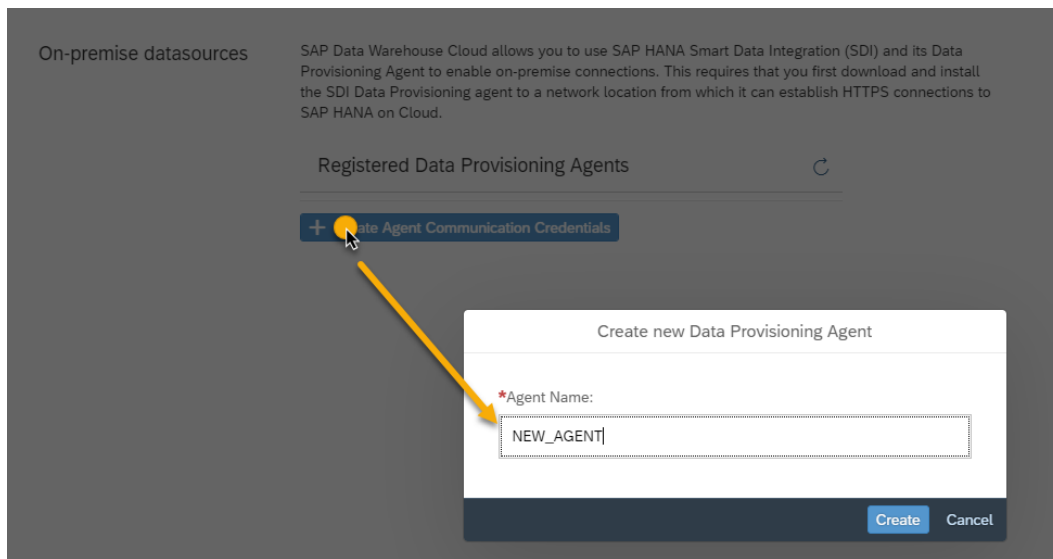 On-premise datasources
SAP Data Warehouse Cloud allows you to use SAP HANA Smart Data Integration (SDI) and its Data
Provisioning Agent to enable on-premise connections. This requires that you first download and install
the SDI Data Provisioning agent to a network location from which it can establish HTTPS connections to
SAP HANA on Cloud.
Registered Data Provisioning Agents
ate Agent Communication Credentials
Create new Data Provisioning Agent
*Agent Name:
NEW_AGENT
Create Cancel